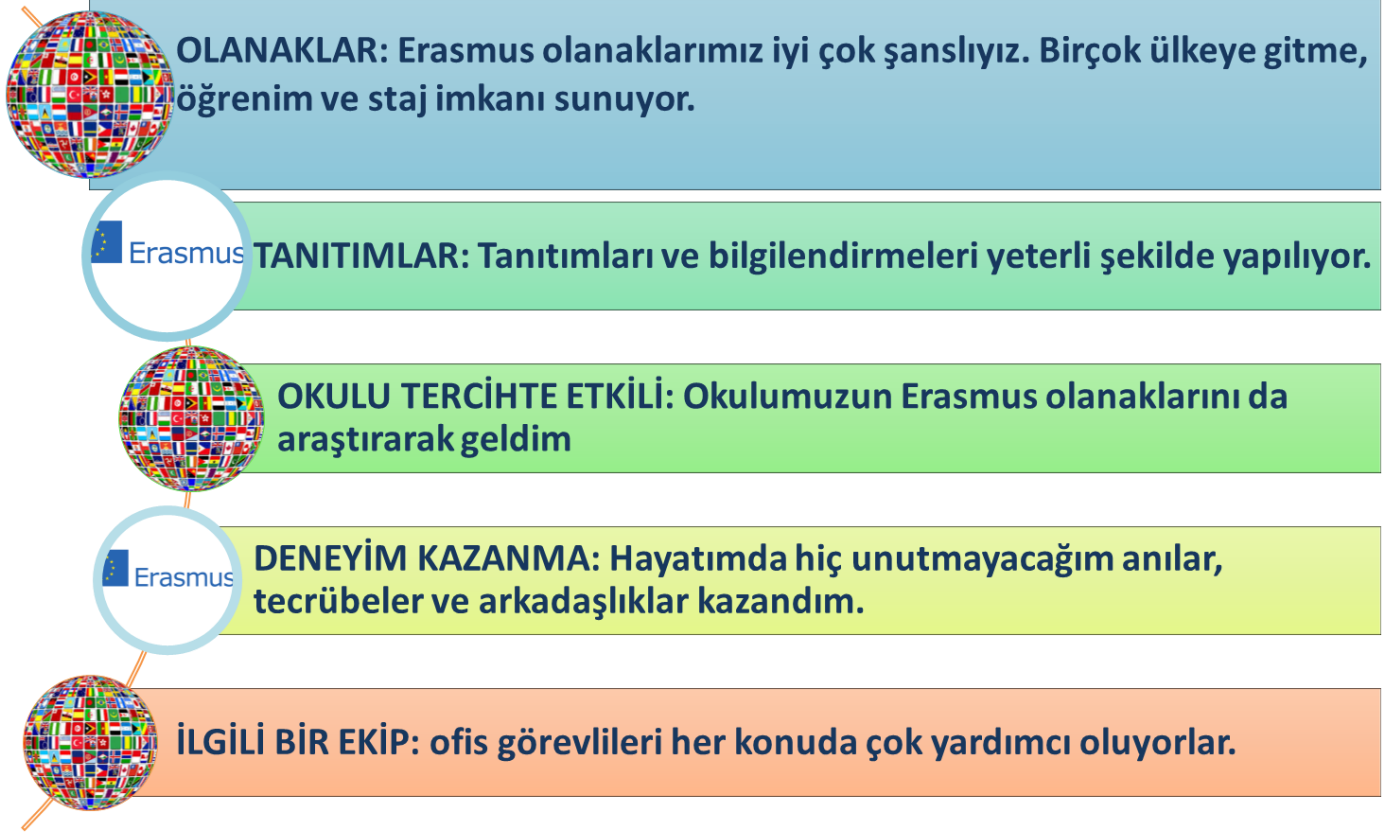 OLANAKLAR: Erasmus olanaklarımız iyi çok şanslıyız. Birçok ülkeye gitme,
öğrenim ve staj imkanı sunuyor.
Erasmus
TANITIMLAR: Tanıtımları ve bilgilendirmeleri yeterli şekilde yapılıyor.
OKULU TERCİHTE ETKİLİ: Okulumuzun Erasmus olanaklarını da
araştırarak geldim
Erasmus
DENEYİM KAZANMA: Hayatımda hiç unutmayacağım anılar,
tecrübeler ve arkadaşlıklar kazandım.
İLGİLİ BİR EKİP: ofis görevlileri her konuda çok yardımcı oluyorlar.